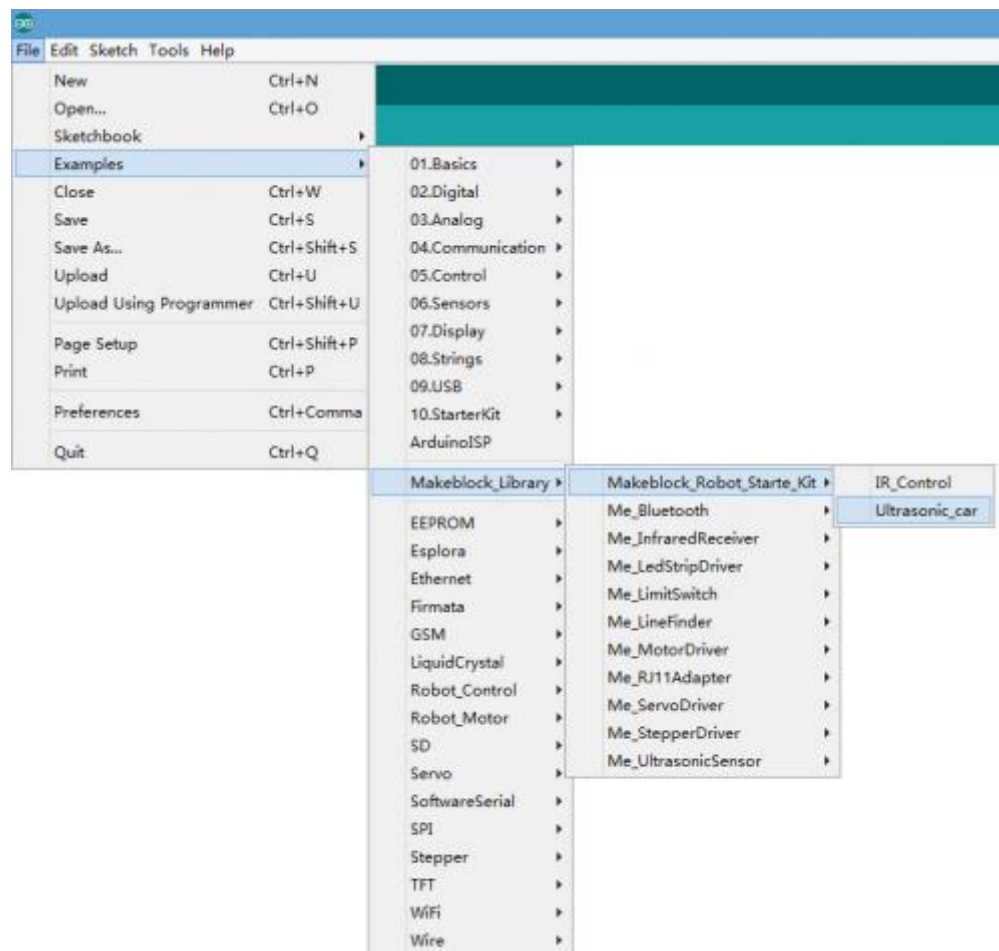 File Edit Sketch Tools Help
New Ctrl+N
Open... Ctrl+O
Sketchbook
Examples
Close Ctrl+W
Save Ctrl+S
Save As... Ctrl+Shift+S
Upload Ctrl+U
Upload Using Programmer Ctrl+Shift+U
Page Setup Ctrl+Shift+P
Print Ctrl+P
Preferences Ctrl+Comma
Quit Ctrl+Q
01.Basics
02.Digital
03.Analog
04.Communication
05.Control
06.Sensors
07.Display
08.Strings
09.USB
10.StarterKit
ArduinoISP
Makeblock_Library
EEPROM
Esplora
Ethernet
Firmata
GSM
LiquidCrystal
Robot_Control
Robot_Motor
SD
Servo
SoftwareSerial
SPI
Stepper
TFT
WiFi
Wire
Makeblock_Robot_Starte_Kit
Me_Bluetooth
Me_InfraredReceiver
Me_LedStripDriver
Me_LimitSwitch
Me_LineFinder
Me_MotorDriver
Me_RJ11Adapter
Me_ServoDriver
Me_StepperDriver
Me_UltrasonicSensor
IR_Control
Ultrasonic_car